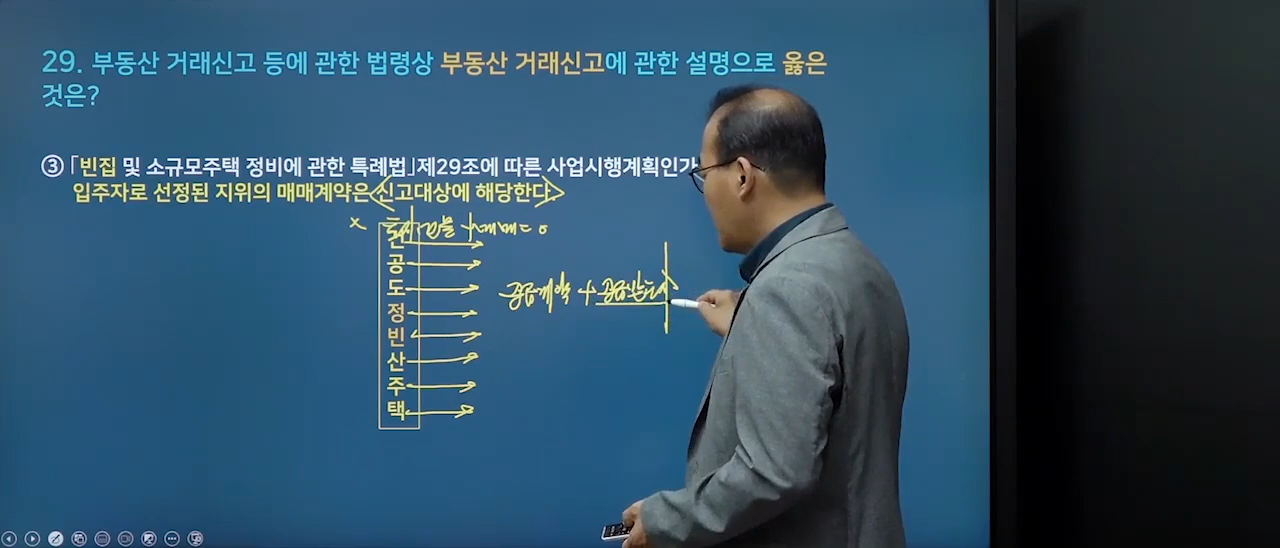 29. 부동산 거래신고 등에 관한 법령상 부동산 거래신고에 관한 설명으로 옳은
것은?
③ 「빈집 및 소규모주택 정비에 관한 특례법」제29조에 따른 사업시행계획인가
입주자로 선정된 지위의 매매계약은 신고대상에 해당한다.
건물 매매 = o
공
도
공급계약 +
정
빈
산
주
택